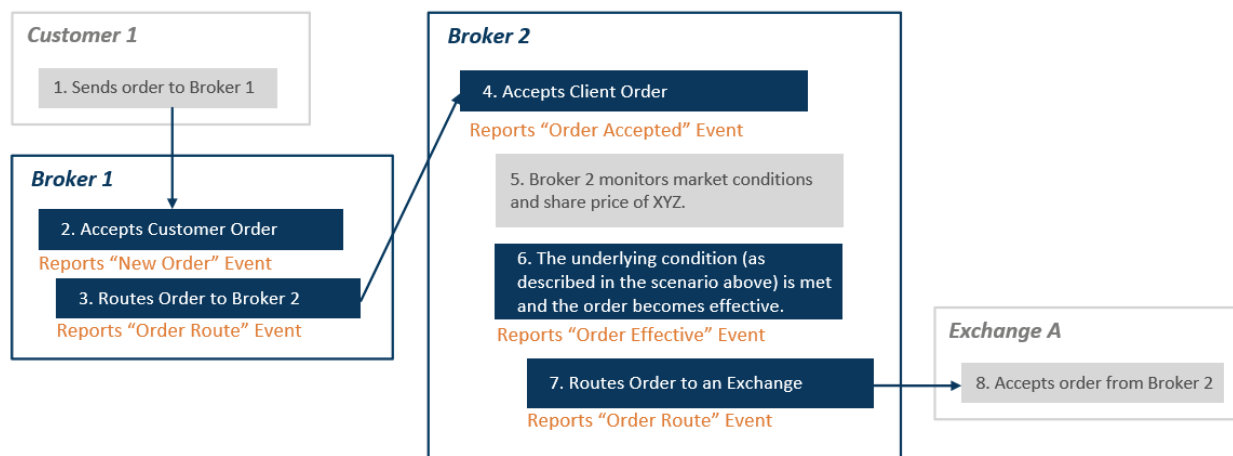 Customer 1
1. Sends order to Broker 1
Broker 1
2. Accepts Customer Order
Reports “New Order” Event
3. Routes Order to Broker 2
Reports “Order Route” Event
Broker 2
4. Accepts Client Order
Reports “Order Accepted” Event
5. Broker 2 monitors market conditions
and share price of XYZ.
6. The underlying condition (as
described in the scenario above) is met
and the order becomes effective.
Reports “Order Effective” Event
7. Routes Order to an Exchange
Reports “Order Route” Event
Exchange A
8. Accepts order from Broker 2